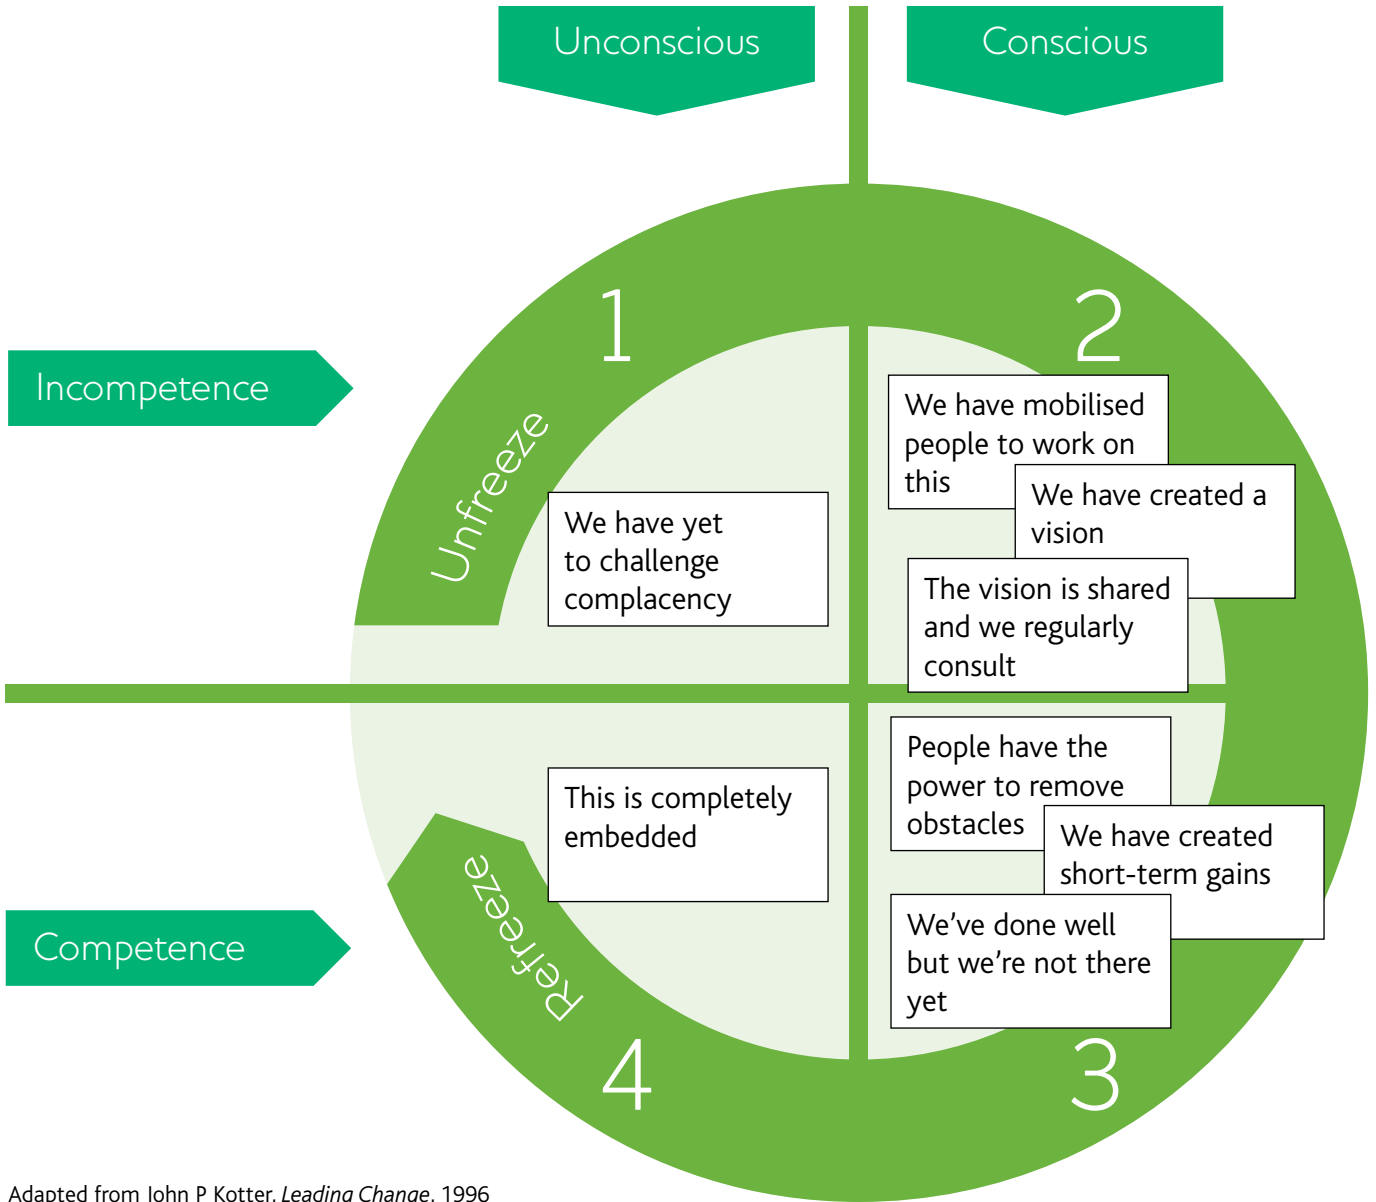 Unconscious
Conscious
1
2
Incompetence
Unfreeze
We have yet
to challenge
complacency
We have mobilised
people to work on
this
We have created a
vision
The vision is shared
and we regularly
consult
People have the
power to remove
obstacles
We have created
short-term gains
We've done well
but we're not there
yet
This is completely
embedded
Competence
Refreeze
4
3
Adapted from John P Kotter, Leading Change, 1996